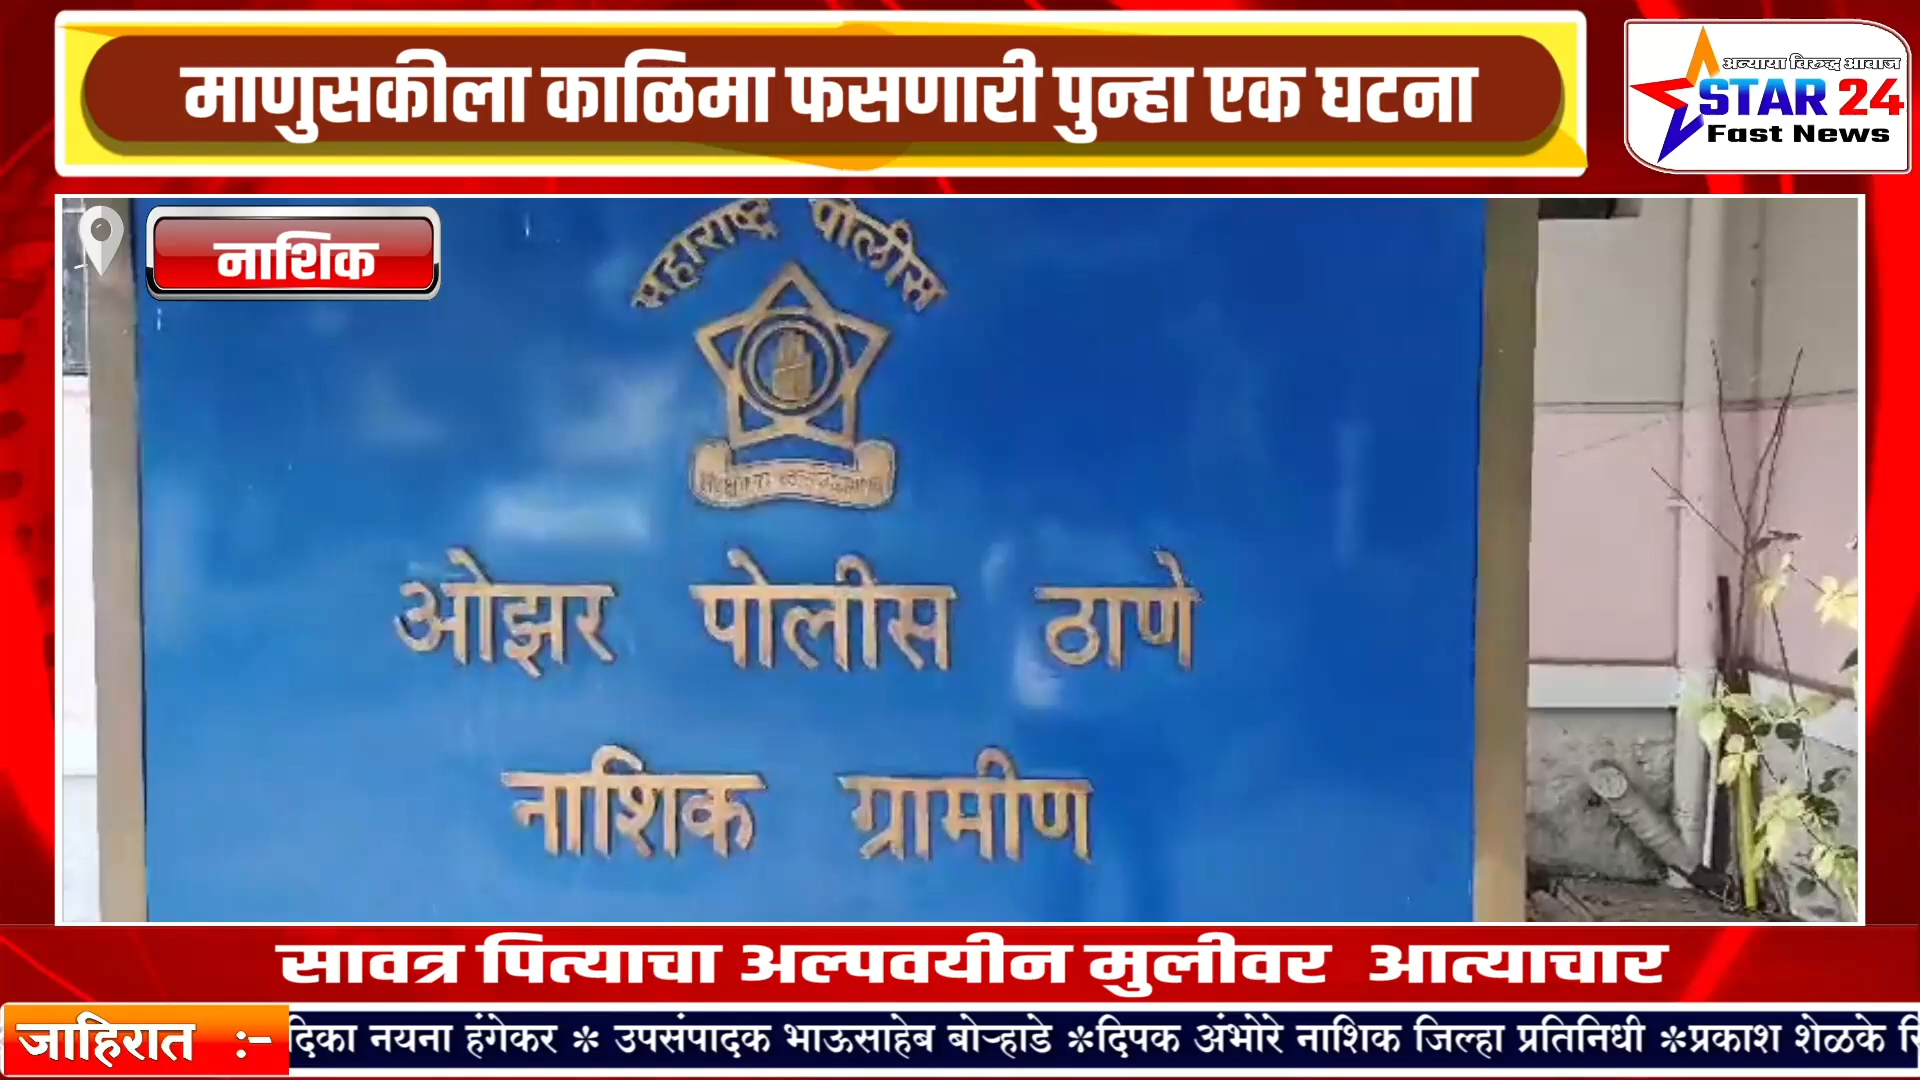 माणुसकीला काळिमा फसणारी पुन्हा एक घटना
अन्याया विरुद्ध आवाज
STAR 24
Fast News
नाशिक
महाराष्ट्र पोलीस
ओझर पोलीस ठाणे
नाशिक ग्रामीण
सावत्र पित्याचा अल्पवयीन मुलीवर आत्याचार
जाहिरात :-
दिका नयना हंगेकर ✻ उपसंपादक भाऊसाहेब बोऱ्हाडे ✻दिपक अंभोरे नाशिक जिल्हा प्रतिनिधी ✻प्रकाश शेळके